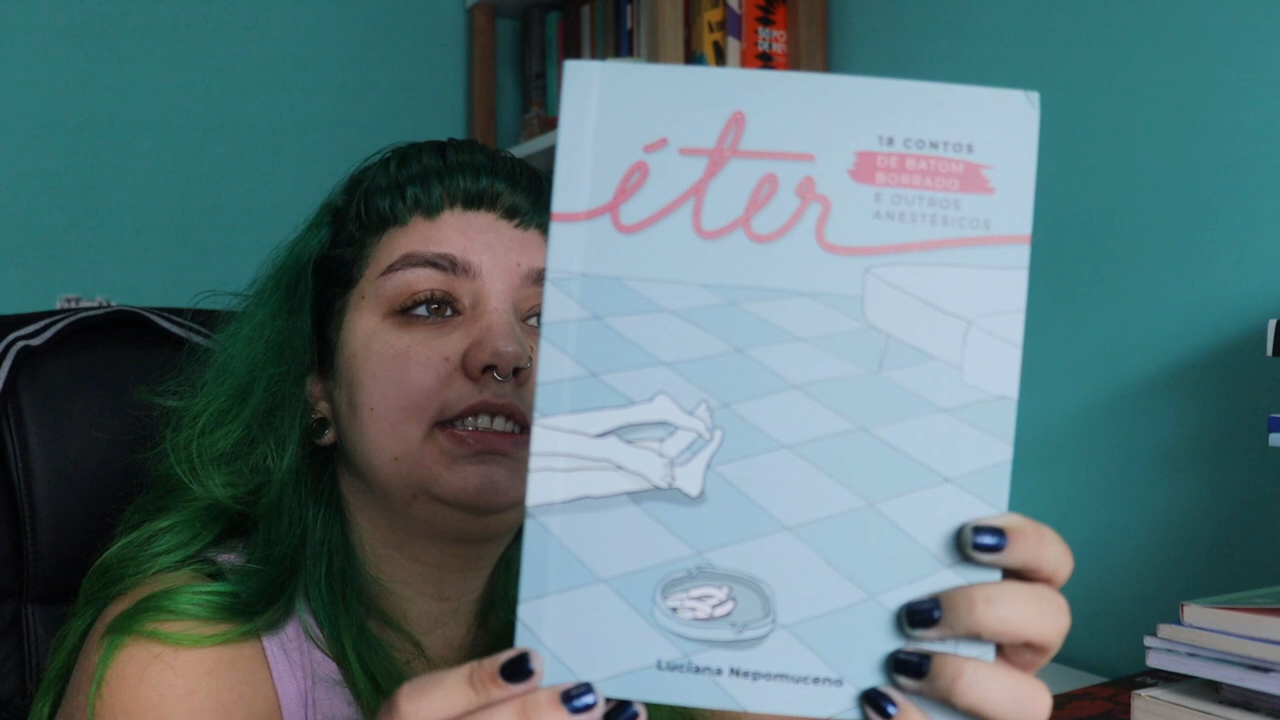 éter
18 CONTOS
DE BATOM
BORRADO
E OUTROS
ANESTÉSICOS
Luciana Nepomuceno